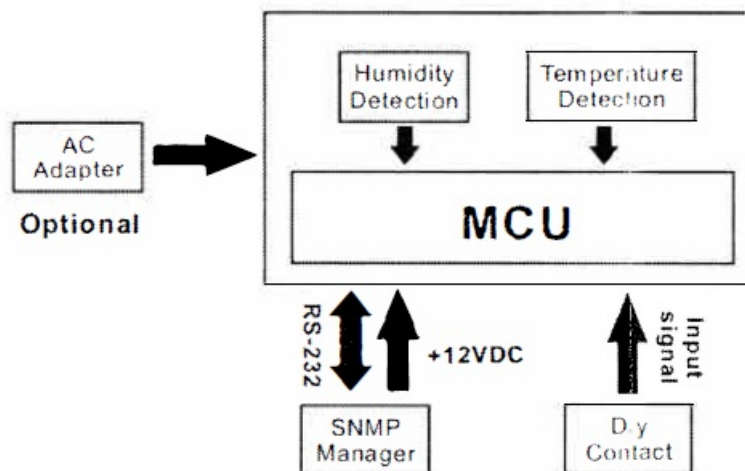 Humidity
Detection
Temperature
Detection
AC
Adapter
Optional
MCU
RS-232
+12VDC
Input
signal
SNMP
Manager
Dry
Contact